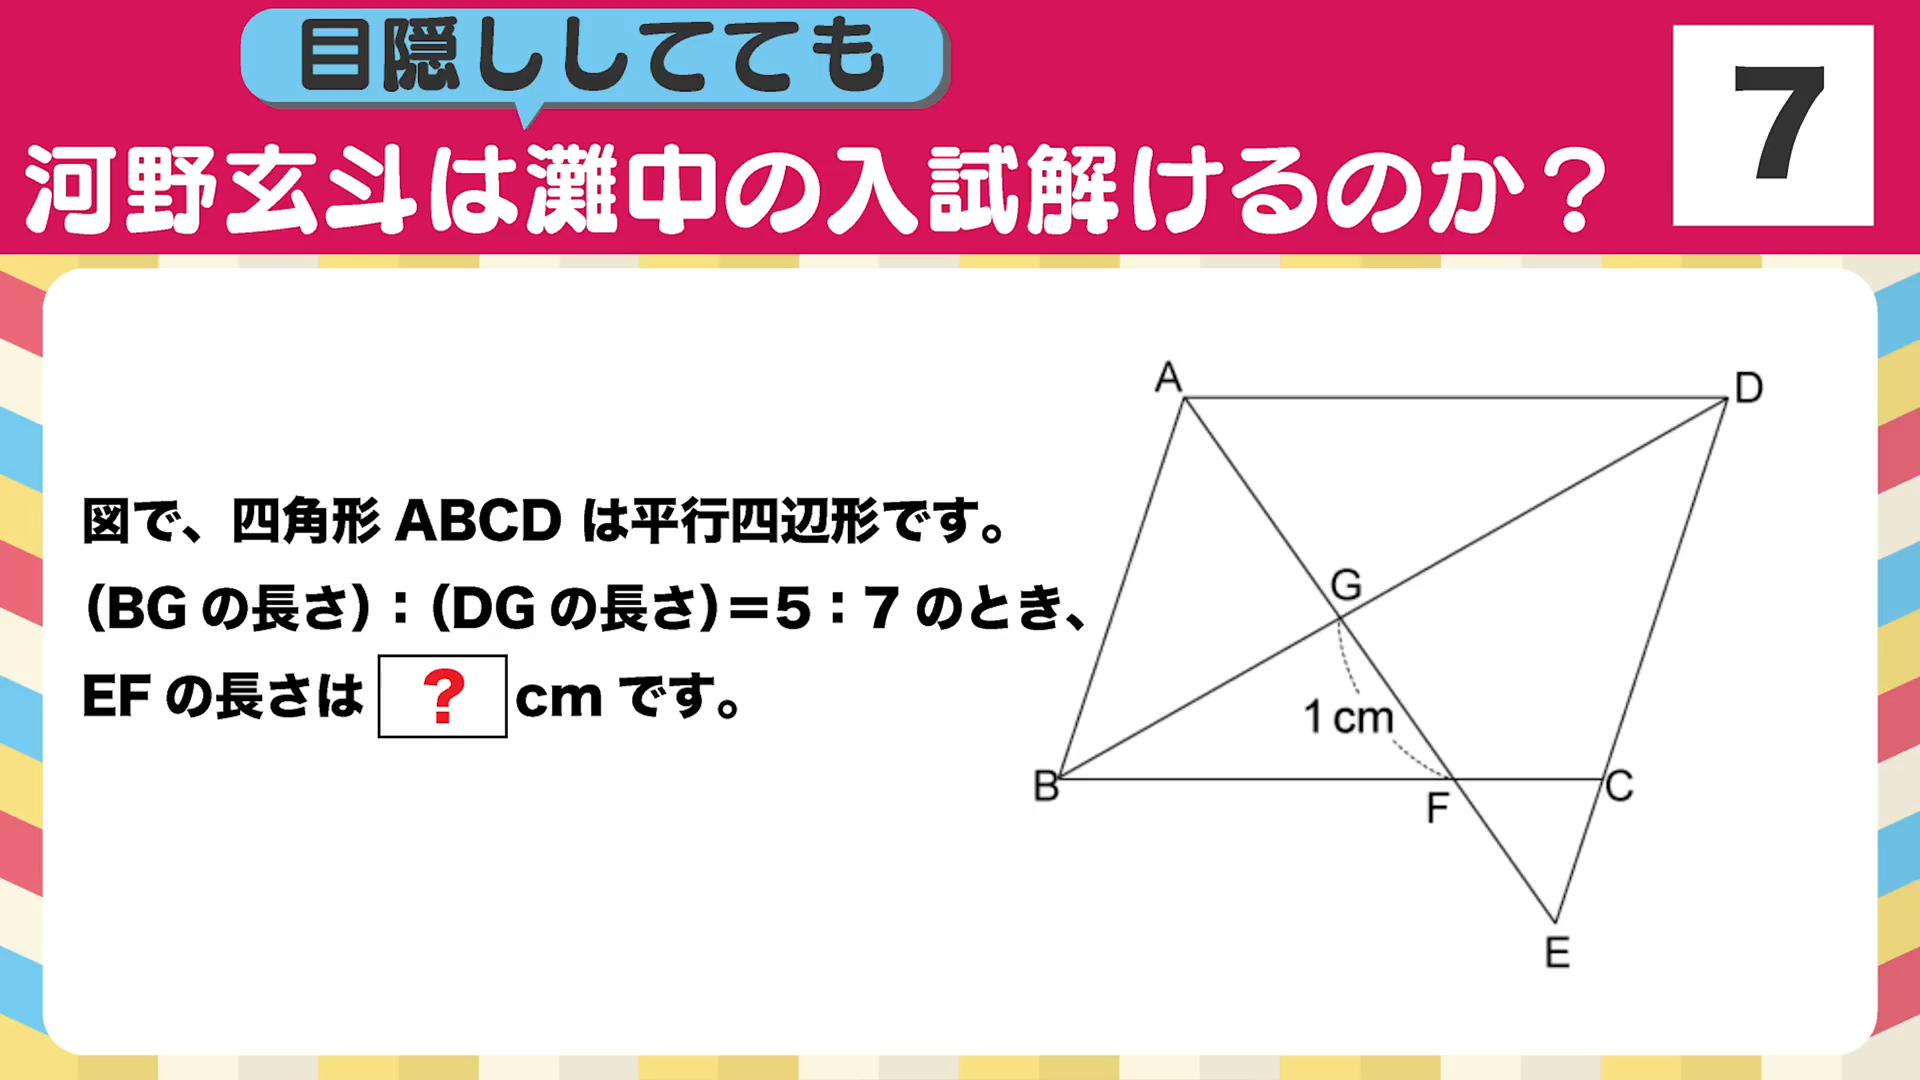 目隠ししてても
河野玄斗は灘中の入試解けるのか？
7
図で、四角形 ABCD は平行四辺形です。
（BG の長さ）：（DG の長さ）＝5：7 のとき、
EF の長さは ? cm です。
A
D
G
1 cm
B
F
C
E